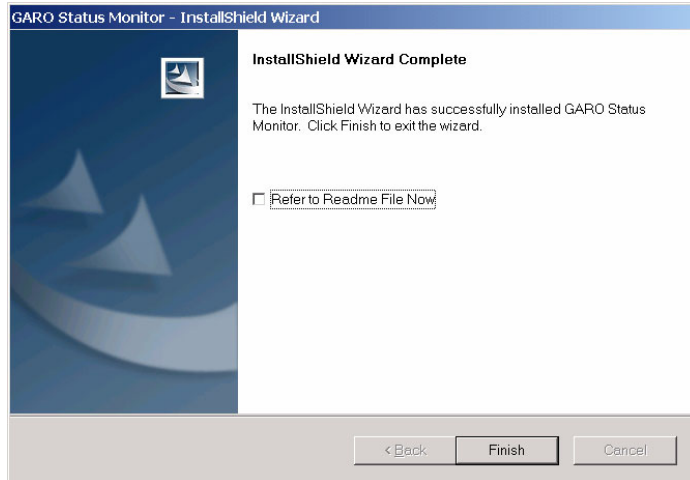 GARO Status Monitor - InstallShield Wizard
InstallShield Wizard Complete
The InstallShield Wizard has successfully installed GARO Status
Monitor. Click Finish to exit the wizard.
Refer to Readme File Now
< Back
Finish
Cancel